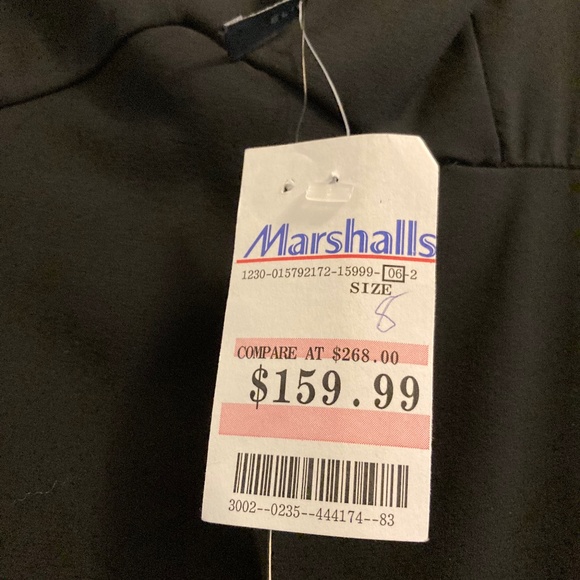 Marshalls
1230-015792172-15999-06-2
SIZE
8
COMPARE AT $268.00
$159.99
3002--0235--444174--83